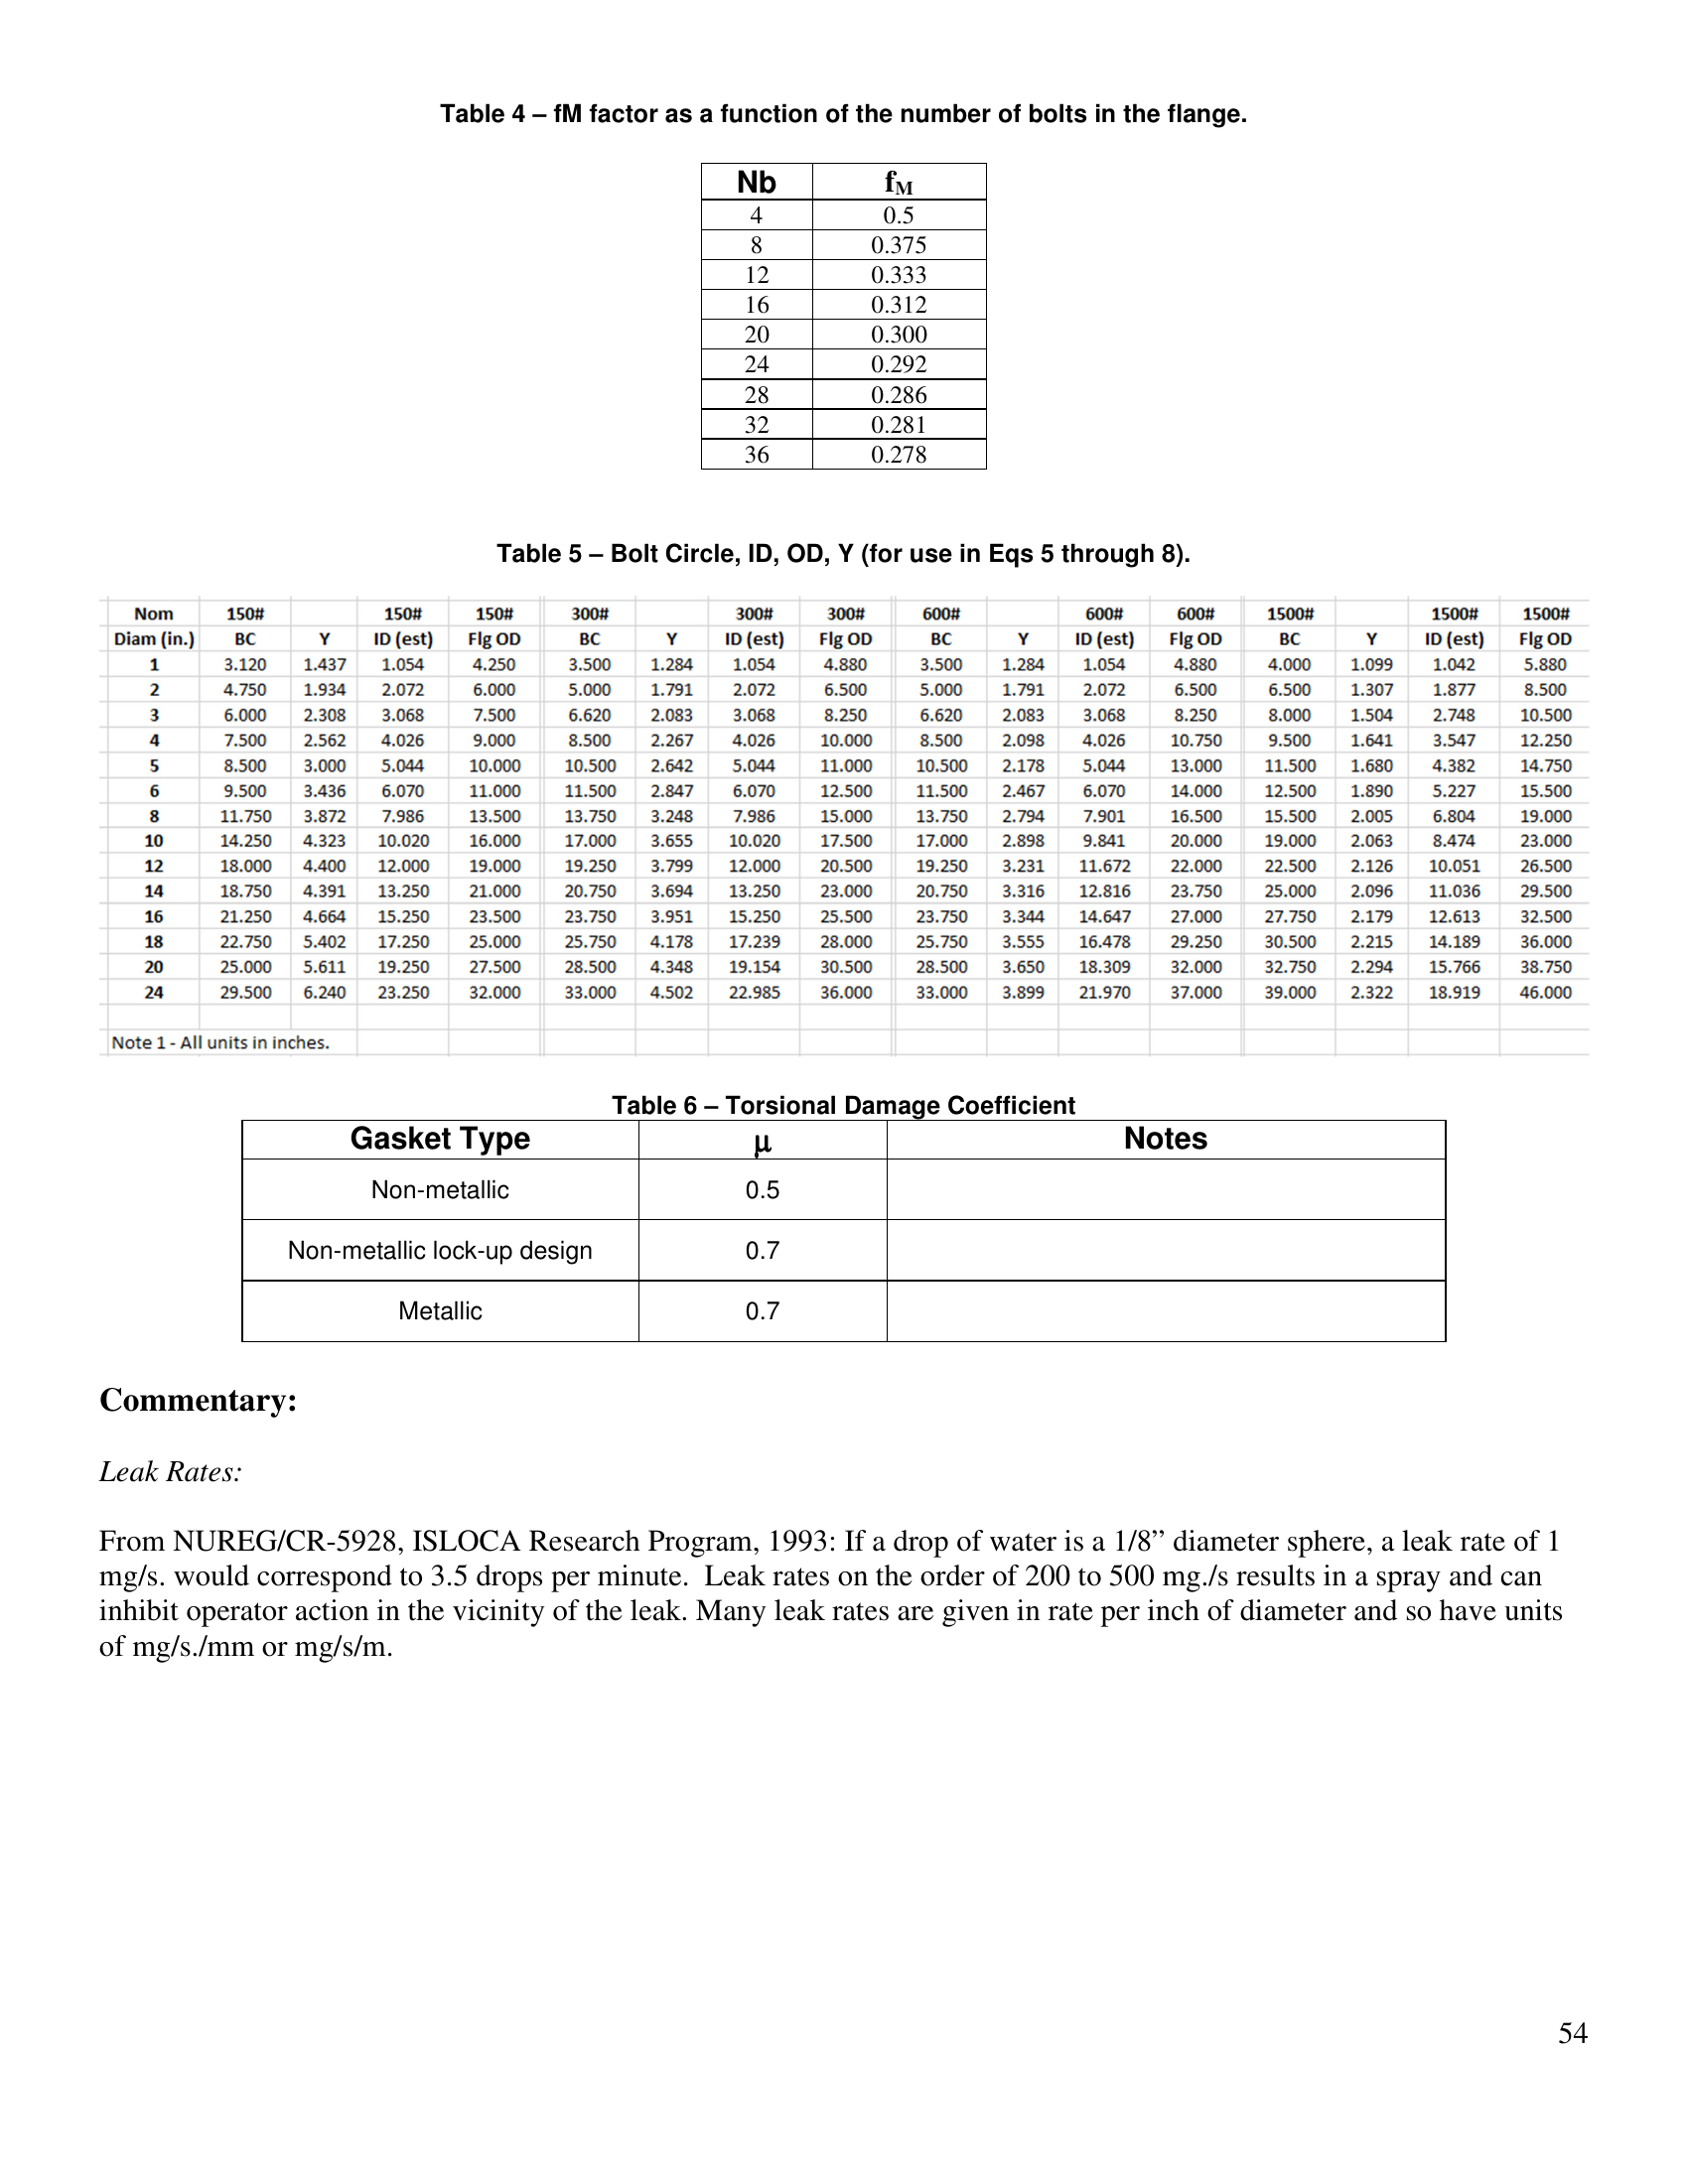 Table 4 – fM factor as a function of the number of bolts in the flange.
Nb fM
4 0.5
8 0.375
12 0.333
16 0.312
20 0.300
24 0.292
28 0.286
32 0.281
36 0.278
Table 5 – Bolt Circle, ID, OD, Y (for use in Eqs 5 through 8).
Nom 150# 150# 150# 300# 300# 300# 600# 600# 600# 1500# 1500# 1500#
Diam (in.) BC Y ID (est) Flg OD BC Y ID (est) Flg OD BC Y ID (est) Flg OD BC Y ID (est) Flg OD
1 3.120 1.437 1.054 4.250 3.500 1.284 1.054 4.880 3.500 1.284 1.054 4.880 4.000 1.099 1.042 5.880
2 4.750 1.934 2.072 6.000 5.000 1.791 2.072 6.500 5.000 1.791 2.072 6.500 6.500 1.307 1.877 8.500
3 6.000 2.308 3.068 7.500 6.620 2.083 3.068 8.250 6.620 2.083 3.068 8.250 8.000 1.504 2.748 10.500
4 7.500 2.562 4.026 9.000 8.500 2.267 4.026 10.000 8.500 2.098 4.026 10.750 9.500 1.641 3.547 12.250
5 8.500 3.000 5.044 10.000 10.500 2.642 5.044 11.000 10.500 2.178 5.044 13.000 11.500 1.680 4.382 14.750
6 9.500 3.436 6.070 11.000 11.500 2.847 6.070 12.500 11.500 2.467 6.070 14.000 12.500 1.890 5.227 15.500
8 11.750 3.872 7.986 13.500 13.750 3.248 7.986 15.000 13.750 2.794 7.901 16.500 15.500 2.005 6.804 19.000
10 14.250 4.323 10.020 16.000 17.000 3.655 10.020 17.500 17.000 2.898 9.841 20.000 19.000 2.063 8.474 23.000
12 18.000 4.400 12.000 19.000 19.250 3.799 12.000 20.500 19.250 3.231 11.672 22.000 22.500 2.126 10.051 26.500
14 18.750 4.391 13.250 21.000 20.750 3.694 13.250 23.000 20.750 3.316 12.816 23.750 25.000 2.096 11.036 29.500
16 21.250 4.664 15.250 23.500 23.750 3.951 15.250 25.500 23.750 3.344 14.647 27.000 27.750 2.179 12.613 32.500
18 22.750 5.402 17.250 25.000 25.750 4.178 17.239 28.000 25.750 3.555 16.478 29.250 30.500 2.215 14.189 36.000
20 25.000 5.611 19.250 27.500 28.500 4.348 19.154 30.500 28.500 3.650 18.309 32.000 32.750 2.294 15.766 38.750
24 29.500 6.240 23.250 32.000 33.000 4.502 22.985 36.000 33.000 3.899 21.970 37.000 39.000 2.322 18.919 46.000
Note 1 - All units in inches.
Table 6 – Torsional Damage Coefficient
Gasket Type μ Notes
Non-metallic 0.5
Non-metallic lock-up design 0.7
Metallic 0.7
Commentary:
Leak Rates:
From NUREG/CR-5928, ISLOCA Research Program, 1993: If a drop of water is a 1/8” diameter sphere, a leak rate of 1
mg/s. would correspond to 3.5 drops per minute.  Leak rates on the order of 200 to 500 mg./s results in a spray and can
inhibit operator action in the vicinity of the leak. Many leak rates are given in rate per inch of diameter and so have units
of mg/s./mm or mg/s/m.
54